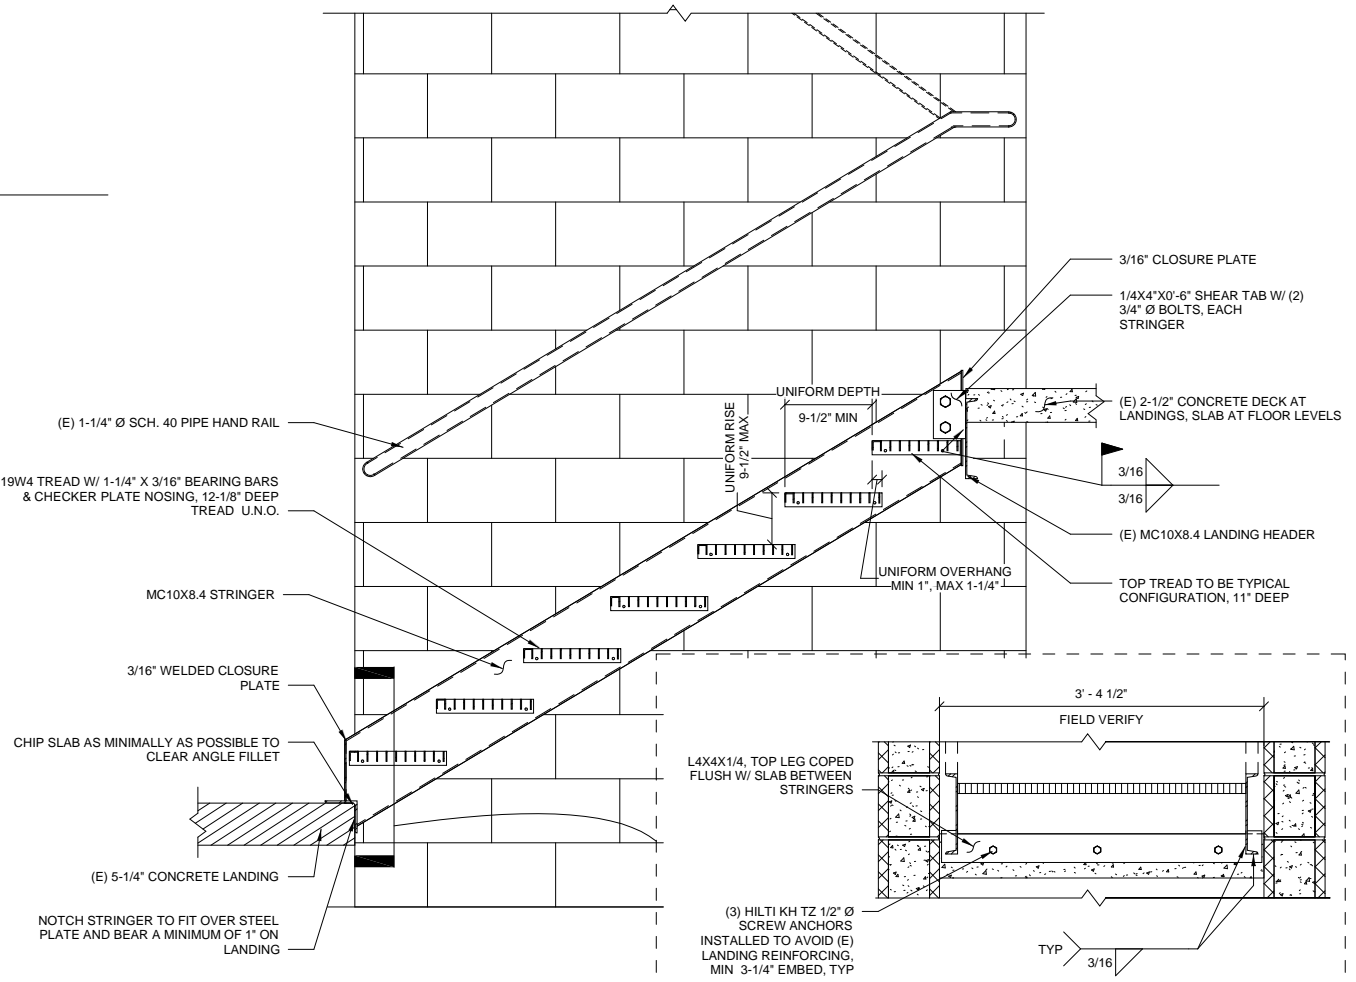 3/16" CLOSURE PLATE
1/4X4"X0'-6" SHEAR TAB W/ (2)
3/4" Ø BOLTS, EACH
STRINGER
UNIFORM DEPTH
9-1/2" MIN
UNIFORM RISE
9-1/2" MAX
(E) 2-1/2" CONCRETE DECK AT
LANDINGS, SLAB AT FLOOR LEVELS
(E) 1-1/4" Ø SCH. 40 PIPE HAND RAIL
3/16
3/16
19W4 TREAD W/ 1-1/4" X 3/16" BEARING BARS
& CHECKER PLATE NOSING, 12-1/8" DEEP
TREAD U.N.O.
(E) MC10X8.4 LANDING HEADER
UNIFORM OVERHANG
MIN 1", MAX 1-1/4"
TOP TREAD TO BE TYPICAL
CONFIGURATION, 11" DEEP
MC10X8.4 STRINGER
3/16" WELDED CLOSURE
PLATE
CHIP SLAB AS MINIMALLY AS POSSIBLE TO
CLEAR ANGLE FILLET
3' - 4 1/2"
FIELD VERIFY
L4X4X1/4, TOP LEG COPED
FLUSH W/ SLAB BETWEEN
STRINGERS
(E) 5-1/4" CONCRETE LANDING
NOTCH STRINGER TO FIT OVER STEEL
PLATE AND BEAR A MINIMUM OF 1" ON
LANDING
(3) HILTI KH TZ 1/2" Ø
SCREW ANCHORS
INSTALLED TO AVOID (E)
LANDING REINFORCING,
MIN 3-1/4" EMBED, TYP
TYP
3/16